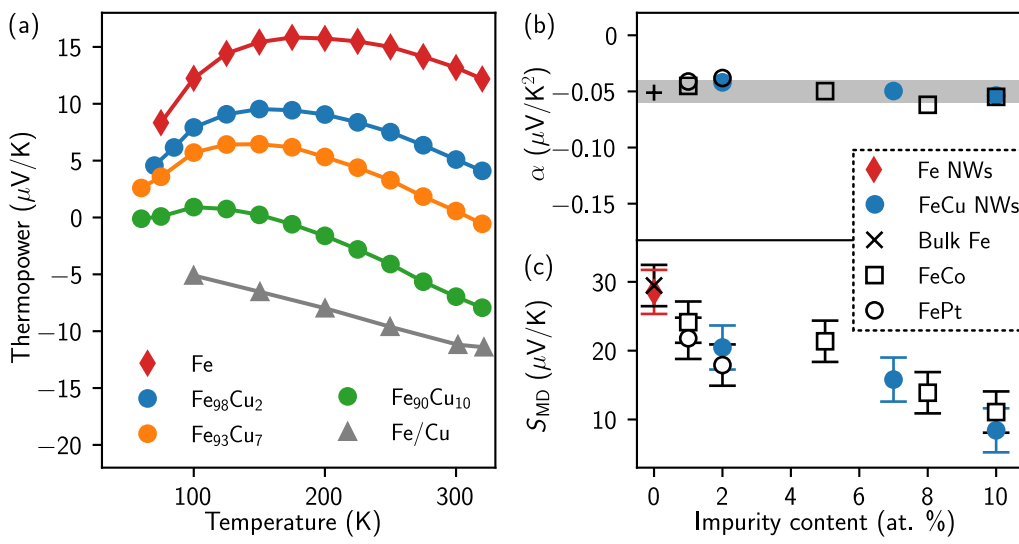 (a)
Thermopower (μV/K)
15
10
5
0
−5
−10
−15
−20
Fe
Fe₉₈Cu₂
Fe₉₃Cu₇
Fe₉₀Cu₁₀
Fe/Cu
100
200
300
Temperature (K)
(b)
α (μV/K²)
0
−0.05
−0.10
−0.15
Fe NWs
FeCu NWs
Bulk Fe
FeCo
FePt
(c)
S_MD (μV/K)
30
20
10
0
2
4
6
8
10
Impurity content (at. %)